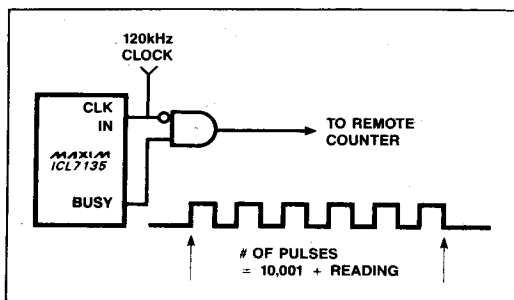 120kHz
CLOCK
CLK
IN
MAXIM
ICL7135
BUSY
TO REMOTE
COUNTER
# OF PULSES
= 10,001 + READING